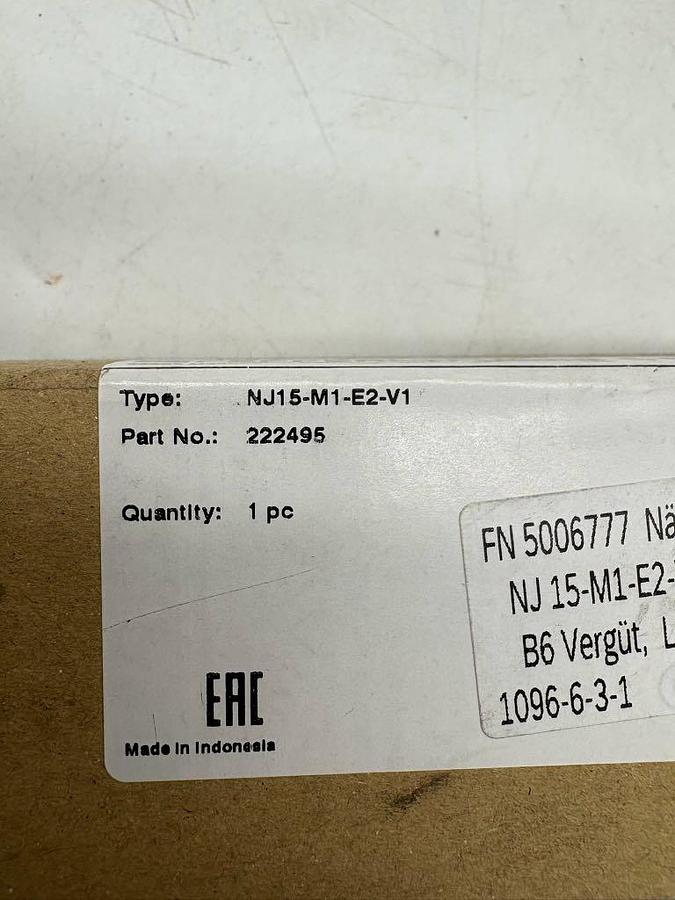 Type: NJ15-M1-E2-V1
Part No.: 222495
Quantity: 1 pc
EAC
Made in Indonesia
FN 5006777 Nä
NJ 15-M1-E2-
B6 Vergüt, L
1096-6-3-1